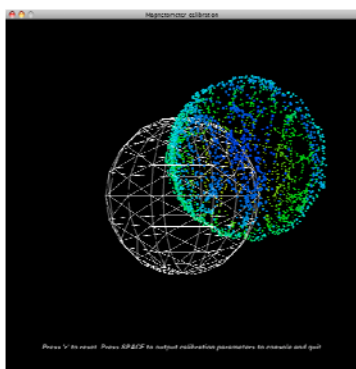 Magnetometer calibration
Press 'r' to reset. Press SPACE to output calibration parameters to console and quit